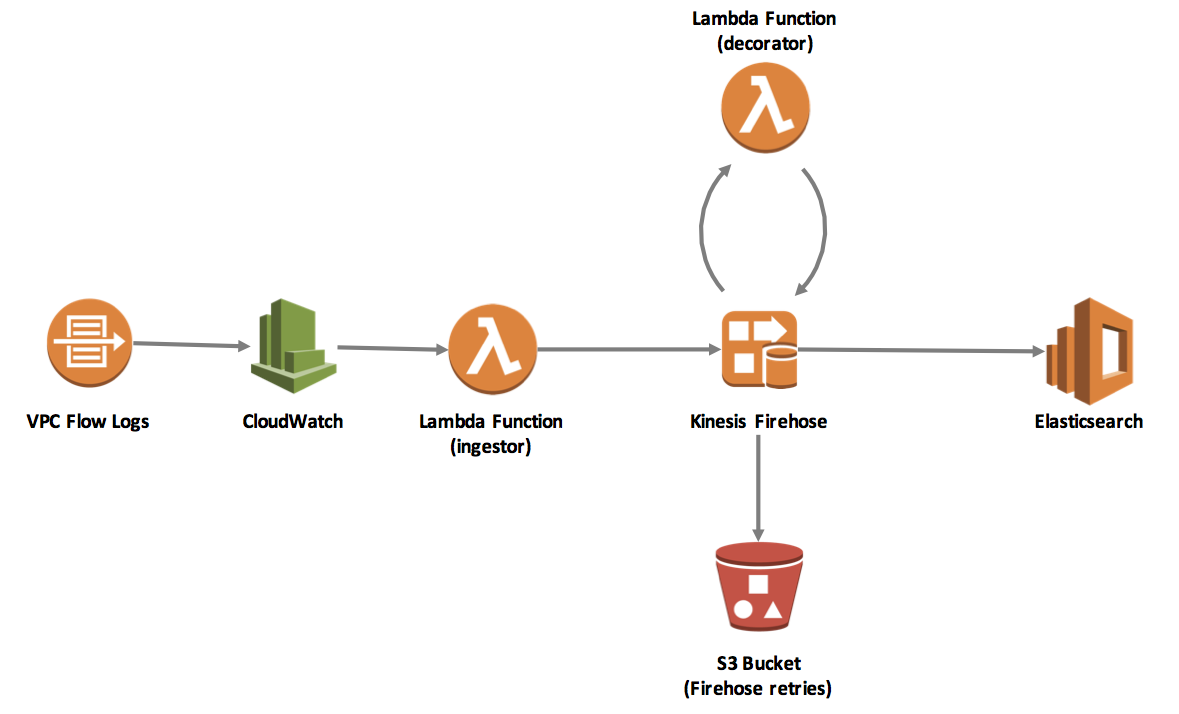 Lambda Function
(decorator)
VPC Flow Logs
CloudWatch
Lambda Function
(ingestor)
Kinesis Firehose
Elasticsearch
S3 Bucket
(Firehose retries)